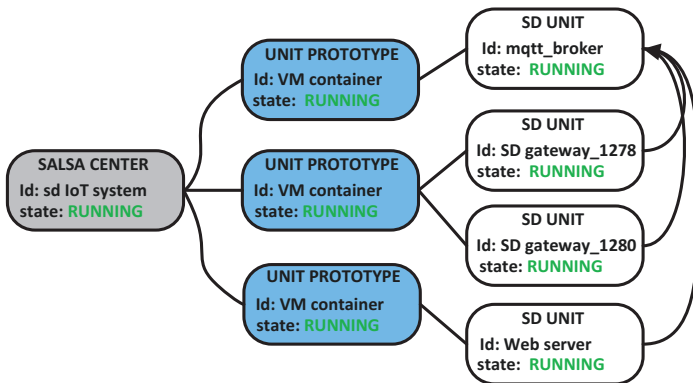 SALSA CENTER
Id: sd IoT system
state: RUNNING
UNIT PROTOTYPE
Id: VM container
state: RUNNING
UNIT PROTOTYPE
Id: VM container
state: RUNNING
UNIT PROTOTYPE
Id: VM container
state: RUNNING
SD UNIT
Id: mqtt_broker
state: RUNNING
SD UNIT
Id: SD gateway_1278
state: RUNNING
SD UNIT
Id: SD gateway_1280
state: RUNNING
SD UNIT
Id: Web server
state: RUNNING